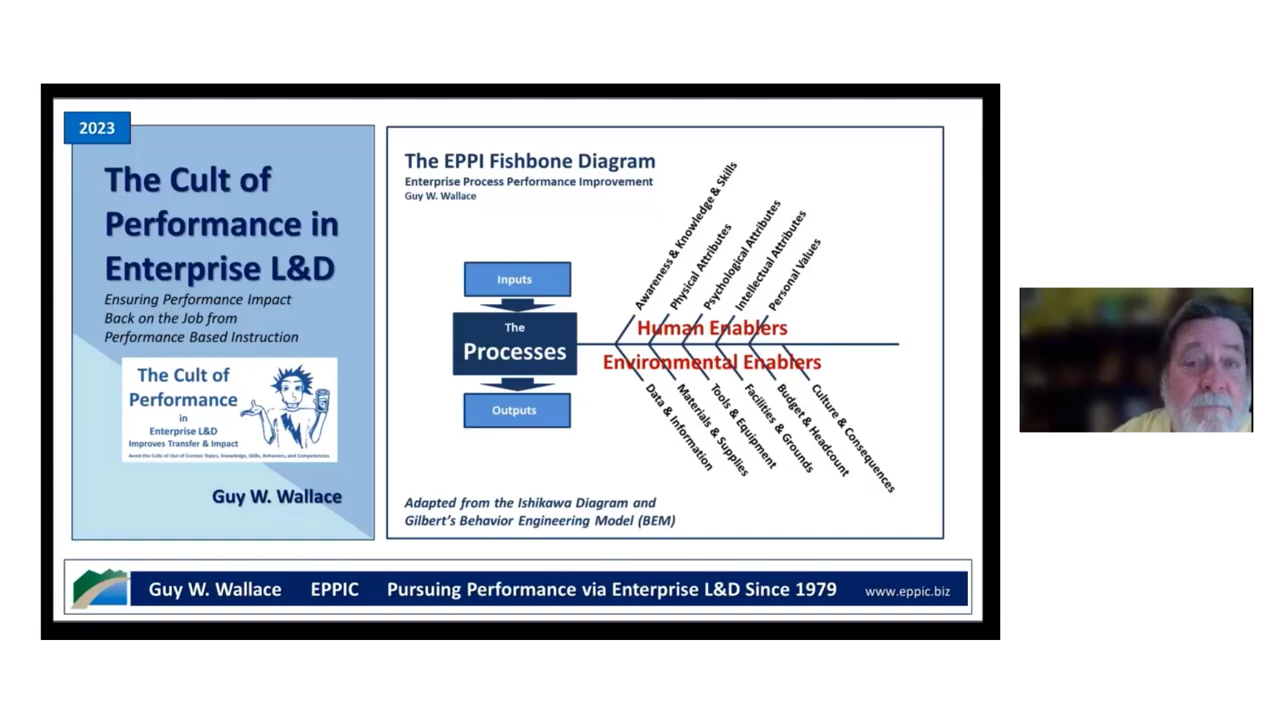 2023
The Cult of
Performance in
Enterprise L&D
Ensuring Performance Impact
Back on the Job from
Performance Based Instruction
The Cult of
Performance
in
Enterprise L&D
Improves Transfer & Impact
Avoid the Cults of Out of Context Topics, Knowledge, Skills, Behaviors, and Competencies
Guy W. Wallace
The EPPI Fishbone Diagram
Enterprise Process Performance Improvement
Guy W. Wallace
Inputs
The
Processes
Outputs
Awareness & Knowledge & Skills
Physical Attributes
Psychological Attributes
Intellectual Attributes
Personal Values
Human Enablers
Environmental Enablers
Data & Information
Materials & Supplies
Tools & Equipment
Facilities & Grounds
Budget & Headcount
Culture & Consequences
Adapted from the Ishikawa Diagram and
Gilbert's Behavior Engineering Model (BEM)
Guy W. Wallace EPPIC Pursuing Performance via Enterprise L&D Since 1979 www.eppic.biz